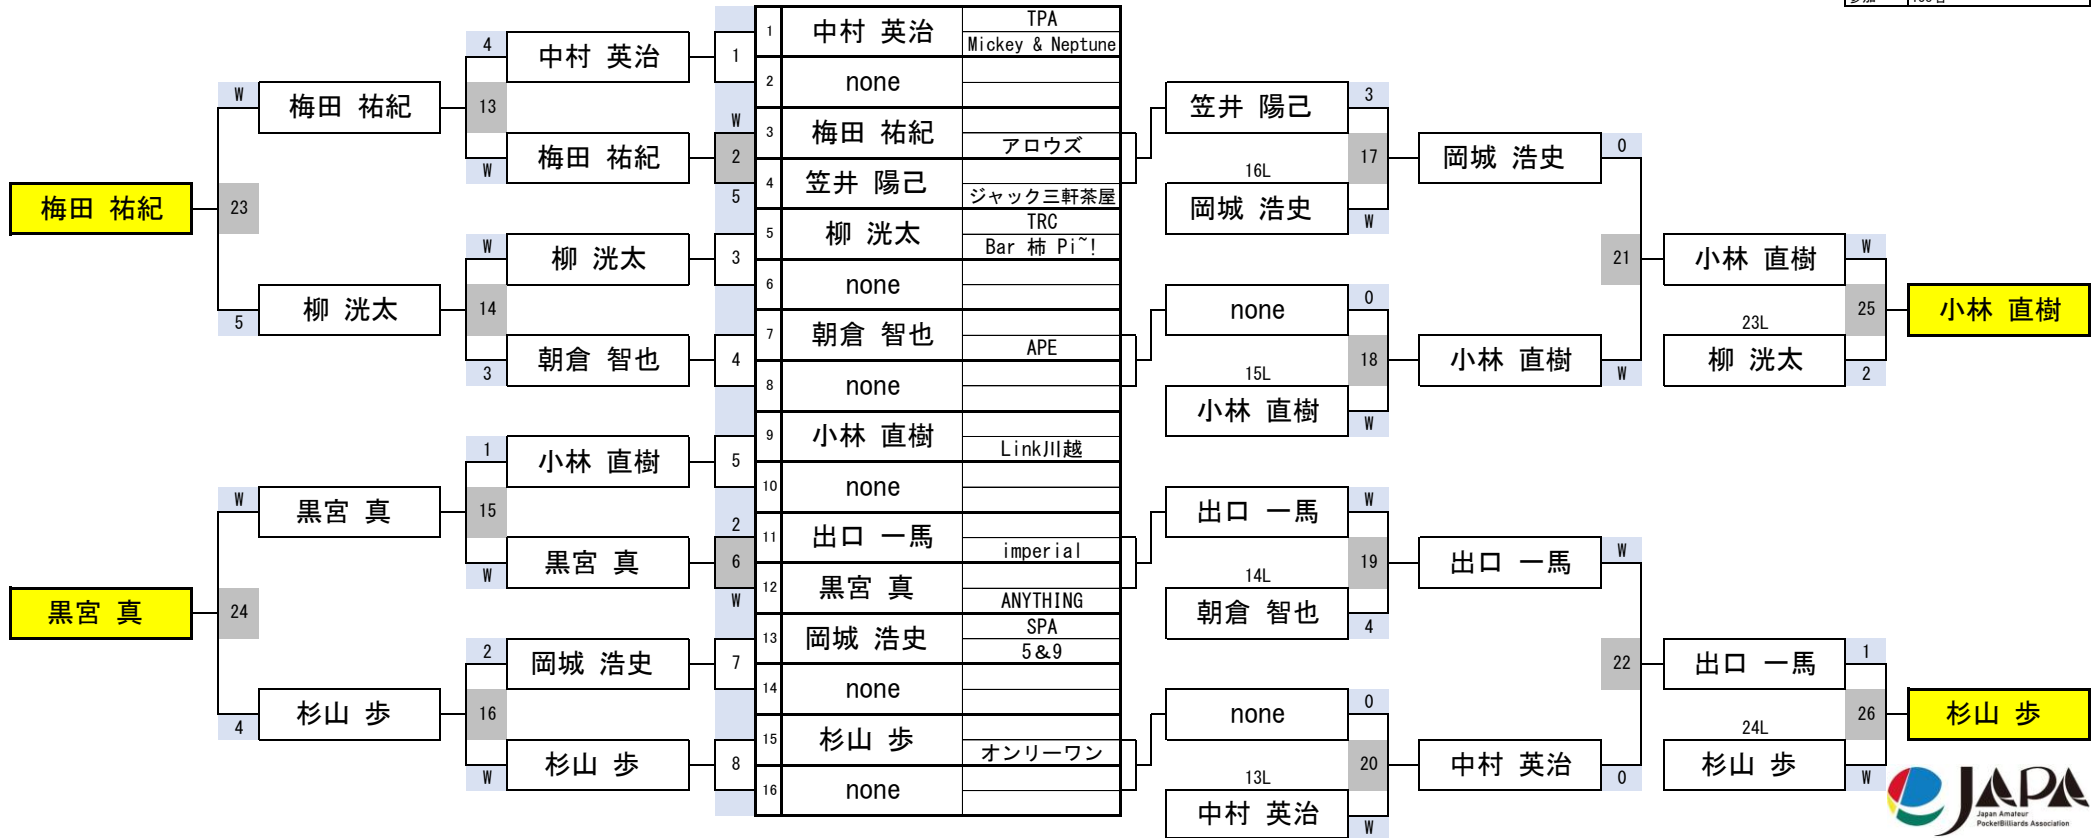 1 中村 英治 TPA
Mickey & Neptune
2 none
3 梅田 祐紀
アロウズ
4 笠井 陽己
ジャック三軒茶屋
5 柳 洸太 TRC
Bar 柿 Pi~!
6 none
7 朝倉 智也
APE
8 none
9 小林 直樹
Link川越
10 none
11 出口 一馬
imperial
12 黒宮 真
ANYTHING
13 岡城 浩史 SPA
5&9
14 none
15 杉山 歩
オンリーワン
16 none
4 中村 英治 1
13
W 梅田 祐紀 W 2 5
W 梅田 祐紀
梅田 祐紀 23
W 柳 洸太 3
14
3 朝倉 智也 4
5 柳 洸太
1 小林 直樹 5
15
W 黒宮 真 2 6 W
W 黒宮 真
黒宮 真 24
2 岡城 浩史 7
16
W 杉山 歩 8
4 杉山 歩
笠井 陽己 3
17
16L
岡城 浩史 W
岡城 浩史 0
21
none 0
18
15L
小林 直樹 W
小林 直樹 W
小林 直樹 W
25
23L
柳 洸太 2
小林 直樹
出口 一馬 W
19
14L
朝倉 智也 4
出口 一馬 W
22
none 0
20
13L
中村 英治 W
中村 英治 0
出口 一馬 1
26
24L
杉山 歩 W
杉山 歩
JAPA
Japan Amateur
PocketBilliards Association